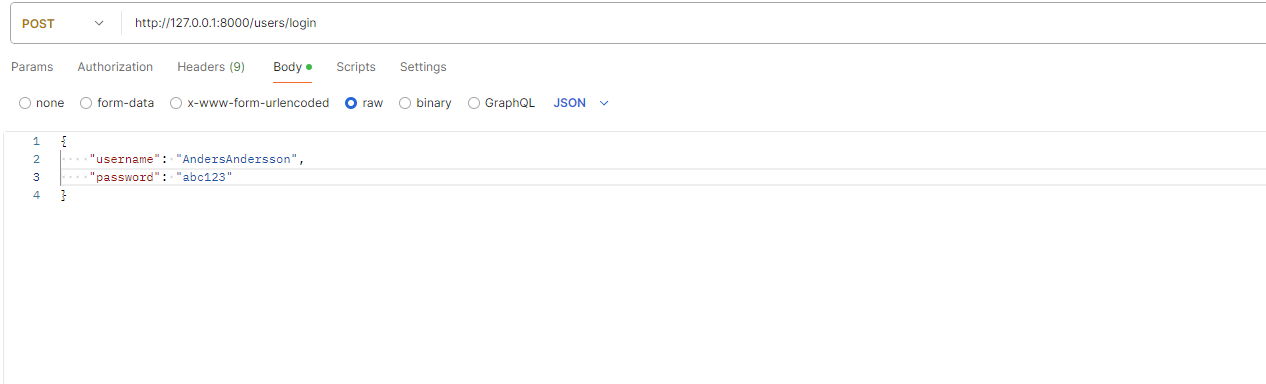 POST http://127.0.0.1:8000/users/login
Params Authorization Headers (9) Body Scripts Settings
none form-data x-www-form-urlencoded raw binary GraphQL JSON
1 {
2 "username": "AndersAndersson",
3 "password": "abc123"
4 }